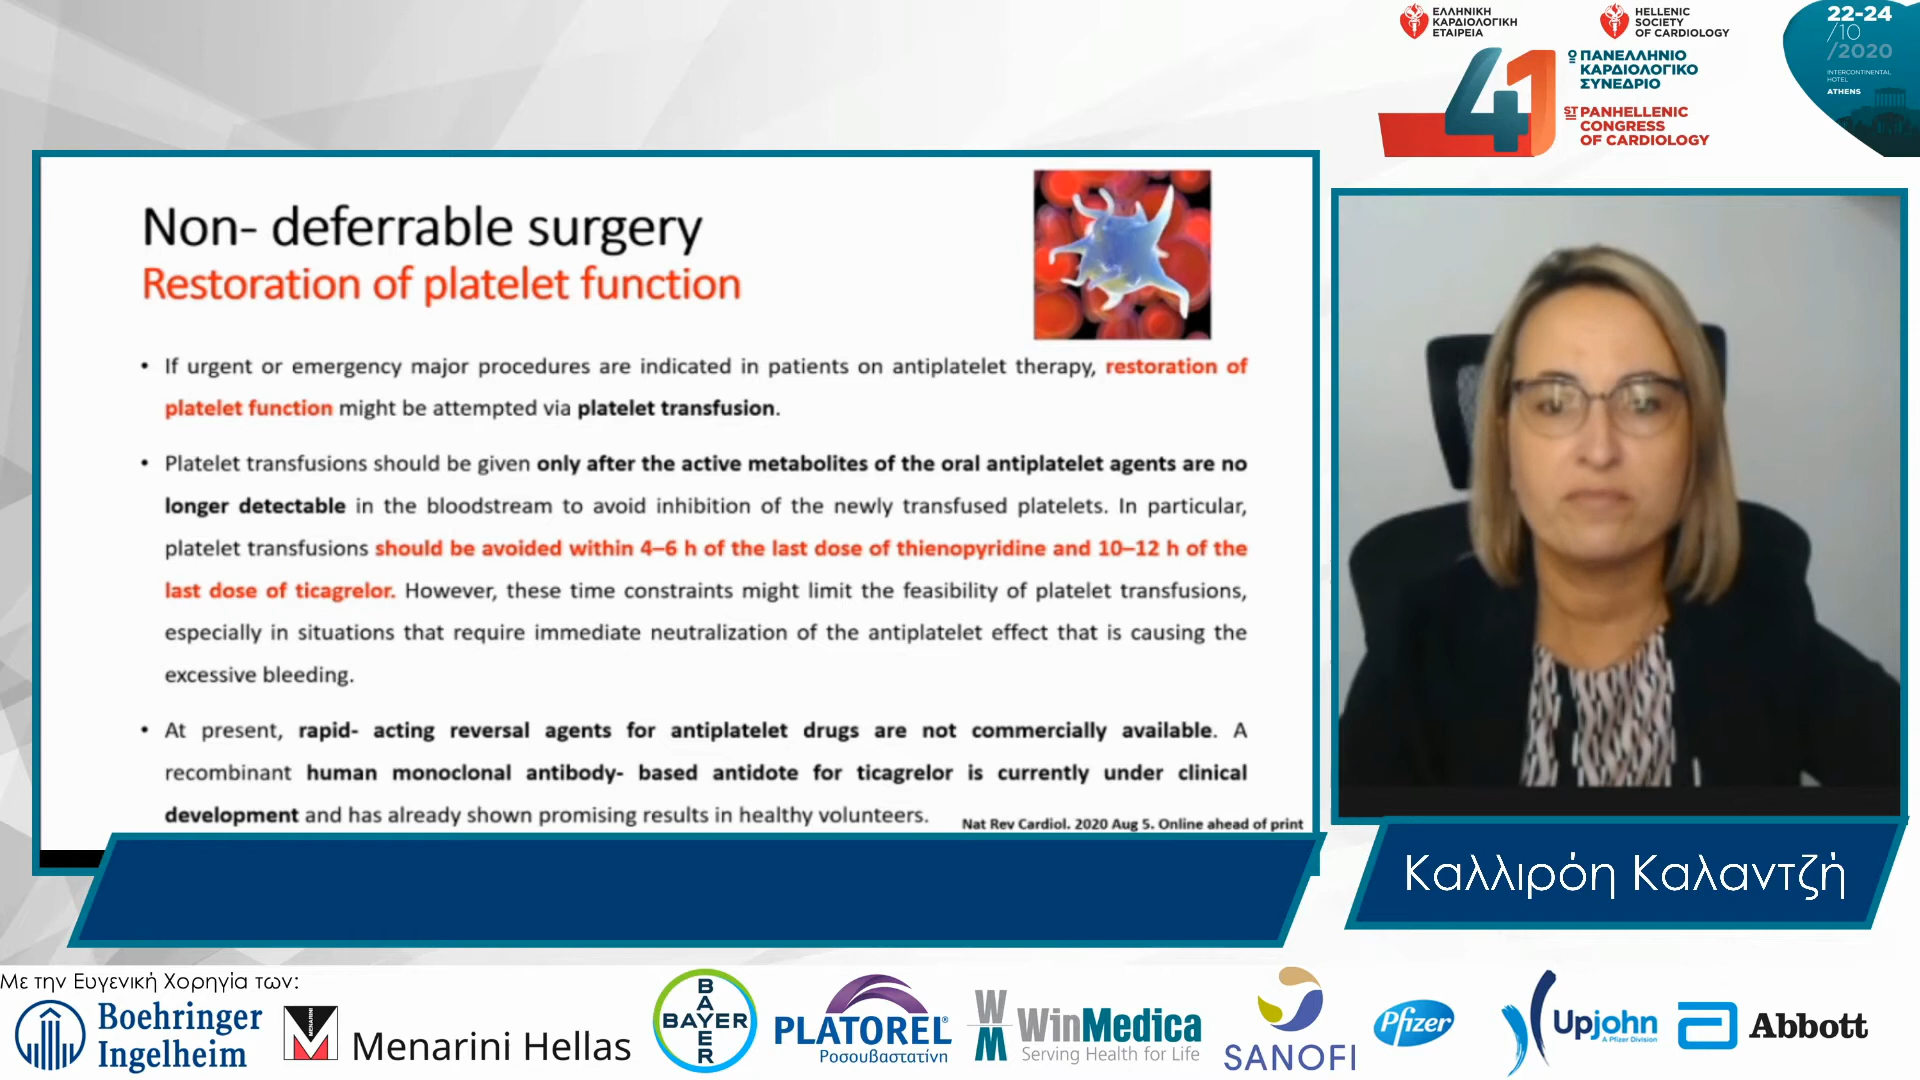 ΕΛΛΗΝΙΚΗ
ΚΑΡΔΙΟΛΟΓΙΚΗ
ΕΤΑΙΡΕΙΑ
HELLENIC
SOCIETY
OF CARDIOLOGY
41
ο ΠΑΝΕΛΛΗΝΙΟ
ΚΑΡΔΙΟΛΟΓΙΚΟ
ΣΥΝΕΔΡΙΟ
ST PANHELLENIC
CONGRESS
OF CARDIOLOGY
22-24
/10
/2020
INTERCONTINENTAL
HOTEL
ATHENS
Non- deferrable surgery
Restoration of platelet function
• If urgent or emergency major procedures are indicated in patients on antiplatelet therapy, restoration of
platelet function might be attempted via platelet transfusion.
• Platelet transfusions should be given only after the active metabolites of the oral antiplatelet agents are no
longer detectable in the bloodstream to avoid inhibition of the newly transfused platelets. In particular,
platelet transfusions should be avoided within 4–6 h of the last dose of thienopyridine and 10–12 h of the
last dose of ticagrelor. However, these time constraints might limit the feasibility of platelet transfusions,
especially in situations that require immediate neutralization of the antiplatelet effect that is causing the
excessive bleeding.
• At present, rapid- acting reversal agents for antiplatelet drugs are not commercially available. A
recombinant human monoclonal antibody- based antidote for ticagrelor is currently under clinical
development and has already shown promising results in healthy volunteers.
Nat Rev Cardiol. 2020 Aug 5. Online ahead of print
Καλλιρόη Καλαντζή
Με την Ευγενική Χορηγία των:
Boehringer
Ingelheim
MENARINI
Menarini Hellas
BAYER
BAYER
PLATOREL®
Ροσουβαστατίνη
WM
WinMedica
Serving Health for Life
SANOFI
Pfizer
Upjohn
A Pfizer Division
Abbott